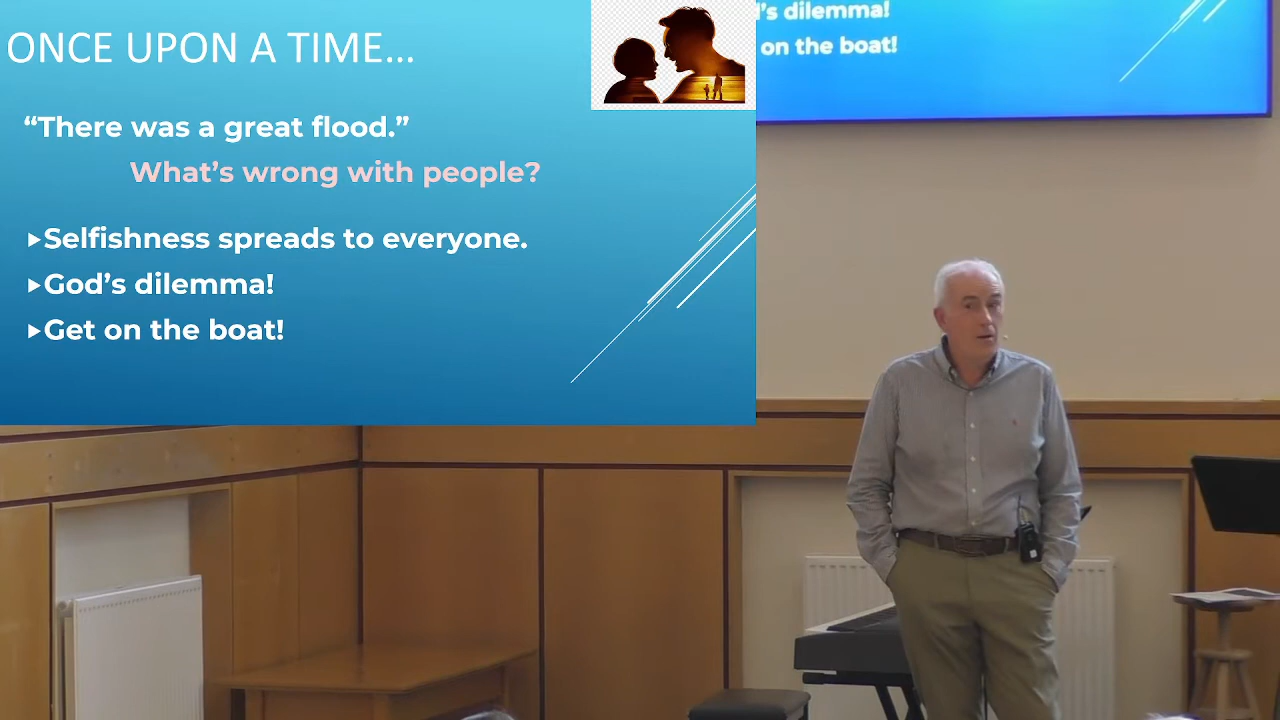 ONCE UPON A TIME...
“There was a great flood.”
What’s wrong with people?
▸Selfishness spreads to everyone.
▸God’s dilemma!
▸Get on the boat!
’s dilemma!
on the boat!